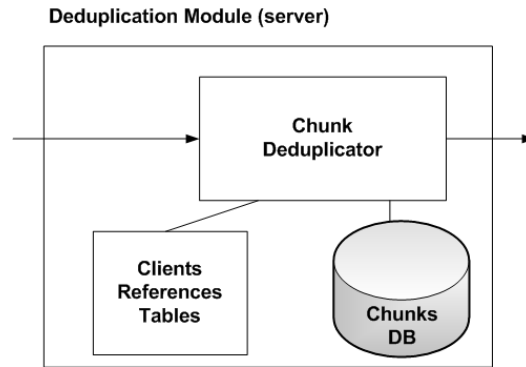 Deduplication Module (server)
Chunk
Deduplicator
Clients
References
Tables
Chunks
DB